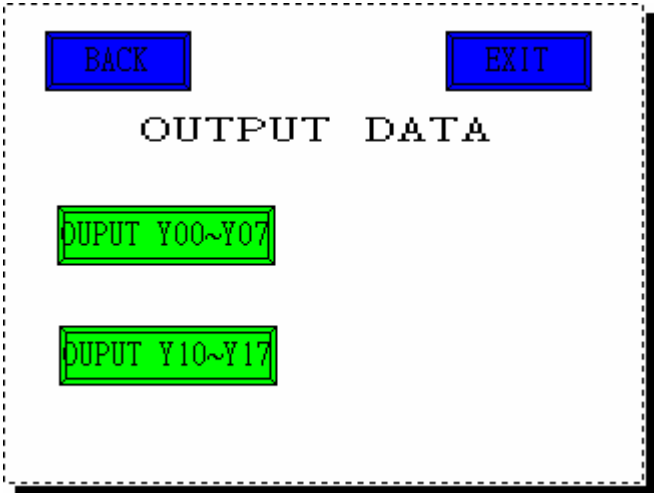 BACK
EXIT
OUTPUT DATA
OUPUT Y00~Y07
OUPUT Y10~Y17